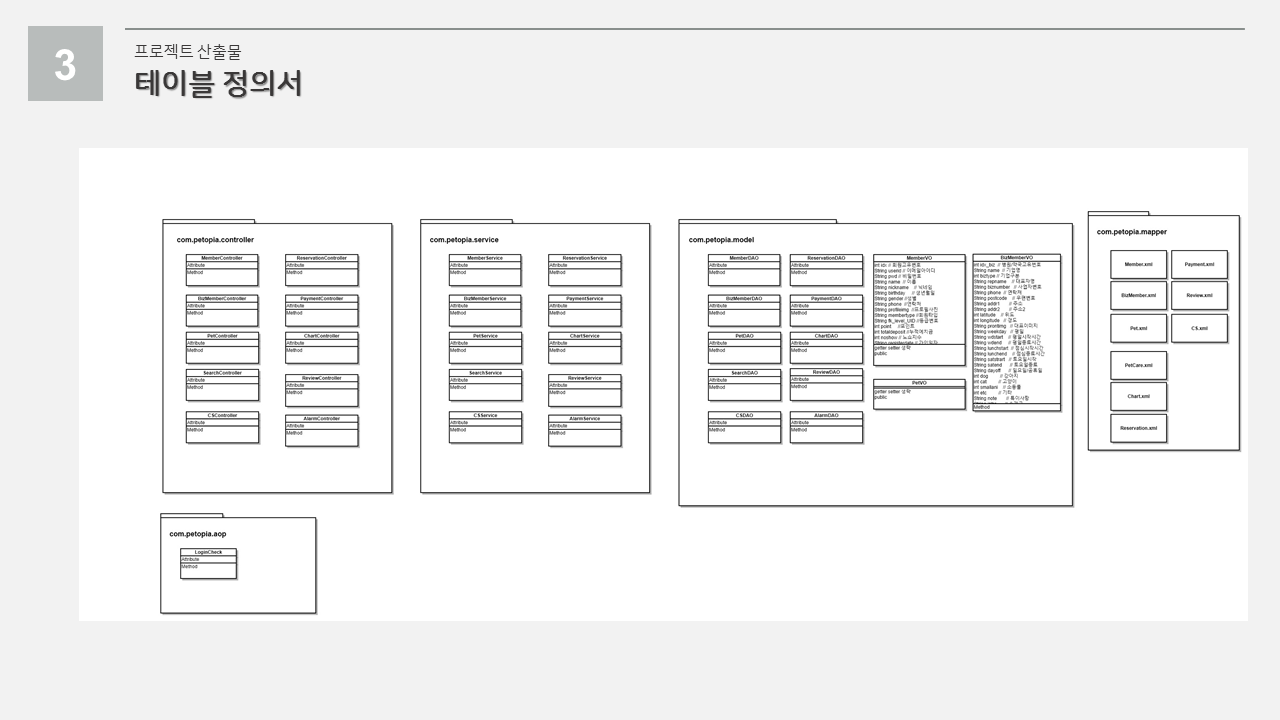 3
프로젝트 산출물
테이블 정의서
com.petopia.controller
MemberController
Attribute
Method
ReservationController
Attribute
Method
BizMemberController
Attribute
Method
PaymentController
Attribute
Method
PetController
Attribute
Method
ChartController
Attribute
Method
SearchController
Attribute
Method
ReviewController
Attribute
Method
CSController
Attribute
Method
AlarmController
Attribute
Method
com.petopia.service
MemberService
Attribute
Method
ReservationService
Attribute
Method
BizMemberService
Attribute
Method
PaymentService
Attribute
Method
PetService
Attribute
Method
ChartService
Attribute
Method
SearchService
Attribute
Method
ReviewService
Attribute
Method
CSService
Attribute
Method
AlarmService
Attribute
Method
com.petopia.model
MemberDAO
Attribute
Method
ReservationDAO
Attribute
Method
BizMemberDAO
Attribute
Method
PaymentDAO
Attribute
Method
PetDAO
Attribute
Method
ChartDAO
Attribute
Method
SearchDAO
Attribute
Method
ReviewDAO
Attribute
Method
CSDAO
Attribute
Method
AlarmDAO
Attribute
Method
MemberVO
int idx // 회원고유번호
String userid // 이메일아이디
String pwd // 비밀번호
String name // 이름
String nickname // 닉네임
String birthday // 생년월일
String gender //성별
String phone //연락처
String profileimg //프로필사진
String membertype //회원타입
String fk_level_UID //등급번호
int point //포인트
int totaldeposit //누적예치금
int noshow // 노쇼지수
getter setter 생략
public
PetVO
getter setter 생략
public
BizMemberVO
int idx_biz // 병원/약국고유번호
String name // 기업명
int biztype // 기업구분
String repname // 대표자명
String biznumber // 사업자번호
String phone // 연락처
String postcode // 우편번호
String addr1 // 주소
String addr2 // 주소2
int latitude // 위도
int longitude // 경도
String prontimg // 대표이미지
String weekday // 평일
String wdstart // 평일시작시간
String wdend // 평일종료시간
String lunchstart // 점심시작시간
String lunchend // 점심종료시간
String satstart // 토요일시작
String satend // 토요일종료
String dayoff // 일요일/공휴일
int dog // 강아지
int cat // 고양이
int smallani // 소동물
int etc // 기타
String note // 특이사항
Method
com.petopia.mapper
Member.xml
Payment.xml
BizMember.xml
Review.xml
Pet.xml
CS.xml
PetCare.xml
Chart.xml
Reservation.xml
com.petopia.aop
LoginCheck
Attribute
Method